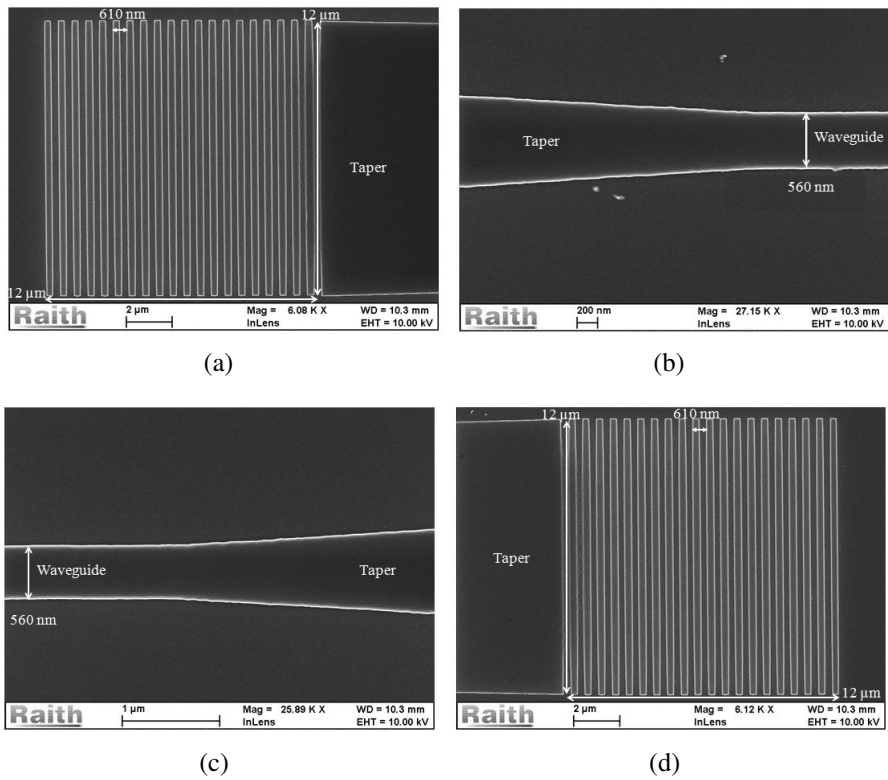 610 nm
12 µm
Taper
12 µm
Raith
2 µm
Mag = 6.08 K X
WD = 10.3 mm
InLens
EHT = 10.00 kV
(a)
Taper
Waveguide
560 nm
Raith
200 nm
Mag = 27.15 K X
WD = 10.3 mm
InLens
EHT = 10.00 kV
(b)
Waveguide
Taper
560 nm
Raith
1 µm
Mag = 25.89 K X
WD = 10.3 mm
InLens
EHT = 10.00 kV
(c)
12 µm
610 nm
Taper
12 µm
Raith
2 µm
Mag = 6.12 K X
WD = 10.3 mm
InLens
EHT = 10.00 kV
(d)